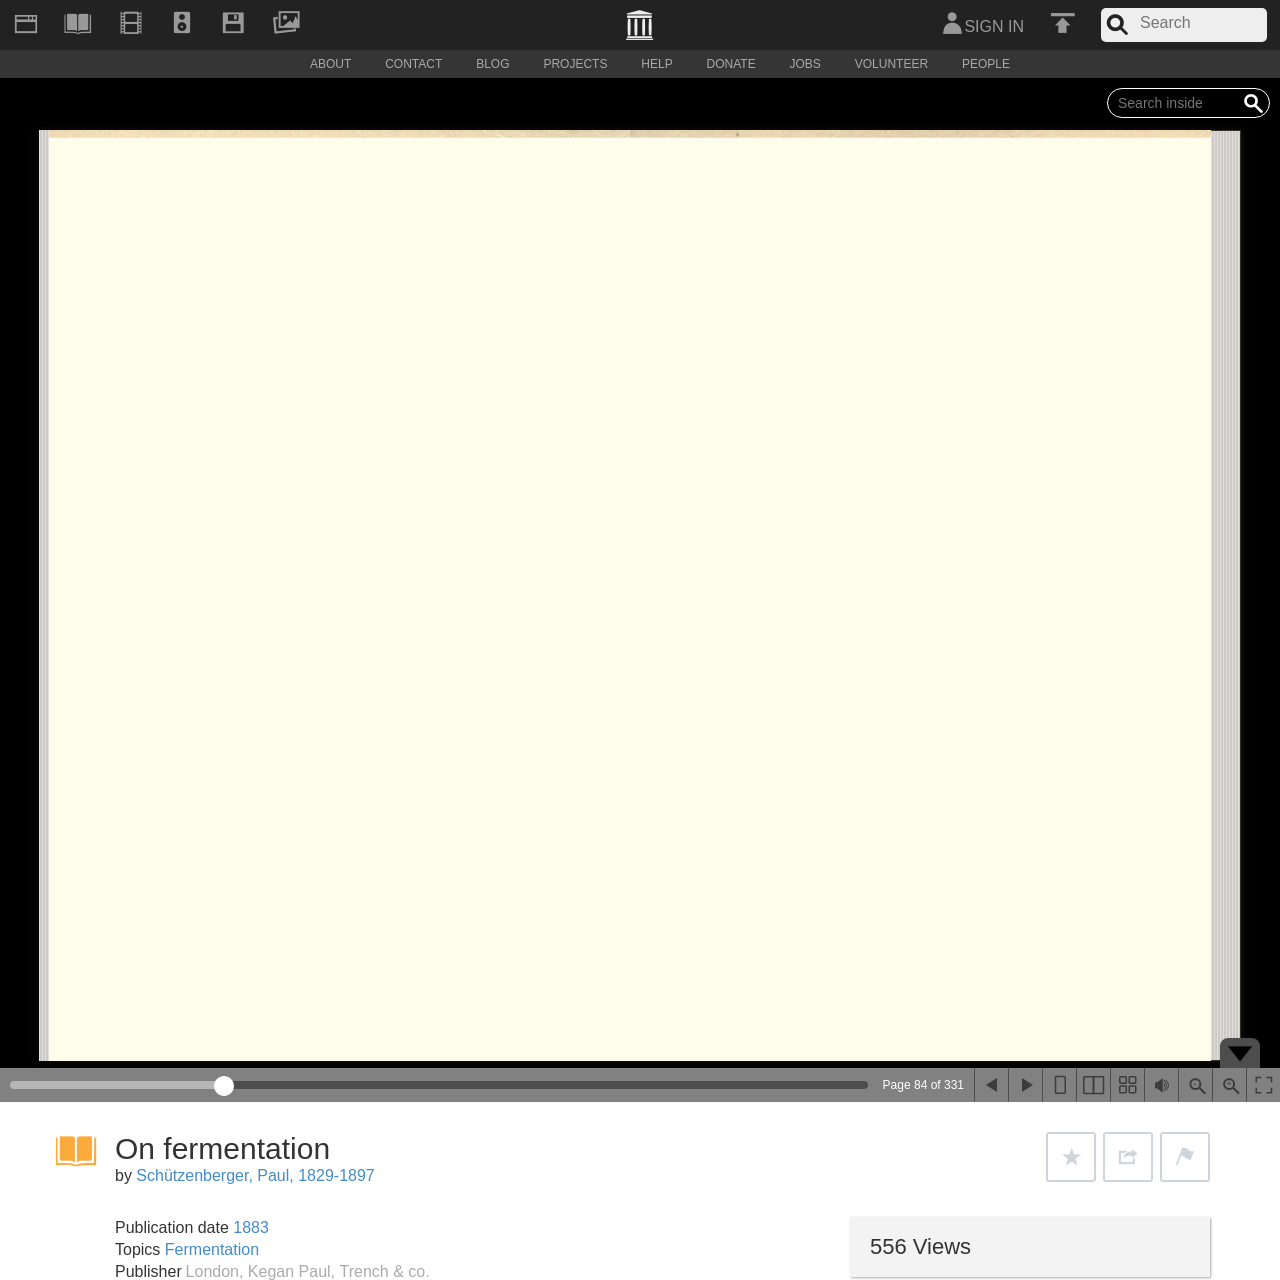 SIGN IN
Search
ABOUT CONTACT BLOG PROJECTS HELP DONATE JOBS VOLUNTEER PEOPLE
Search inside
Page 84 of 331
On fermentation
by Schützenberger, Paul, 1829-1897
Publication date 1883
Topics Fermentation
Publisher London, Kegan Paul, Trench & co.
556 Views